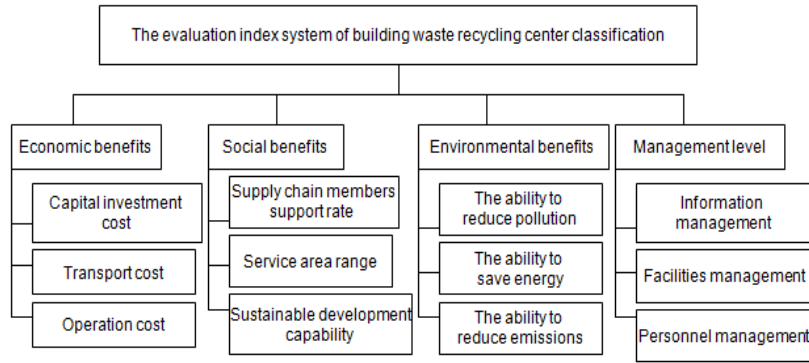 The evaluation index system of building waste recycling center classification
Economic benefits
Social benefits
Environmental benefits
Management level
Capital investment
cost
Transport cost
Operation cost
Supply chain members
support rate
Service area range
Sustainable development
capability
The ability to
reduce pollution
The ability to
save energy
The ability to
reduce emissions
Information
management
Facilities management
Personnel management